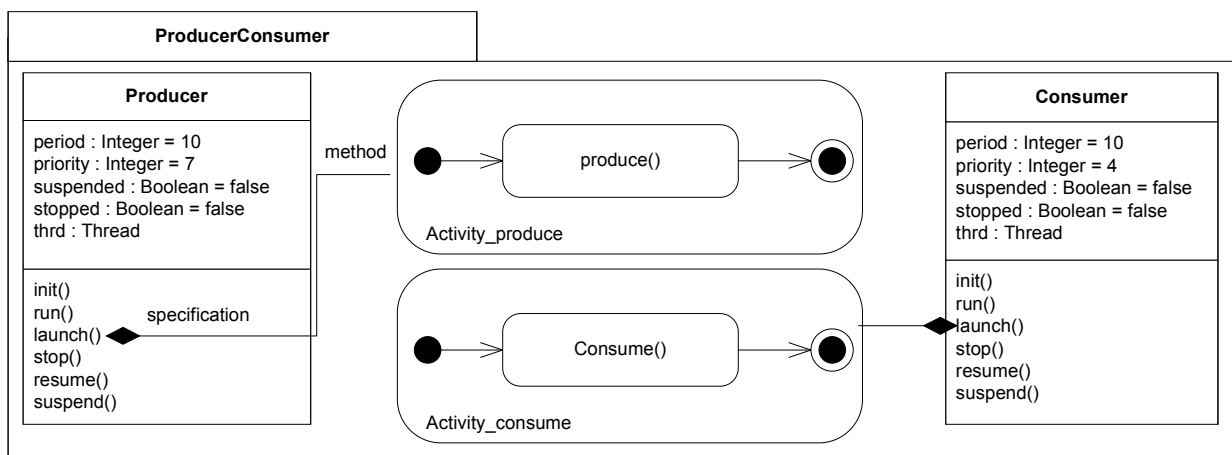 ProducerConsumer
Producer
period : Integer = 10
priority : Integer = 7
suspended : Boolean = false
stopped : Boolean = false
thrd : Thread
init()
run()
launch()
stop()
resume()
suspend()
method
specification
produce()
Activity_produce
Consume()
Activity_consume
Consumer
period : Integer = 10
priority : Integer = 4
suspended : Boolean = false
stopped : Boolean = false
thrd : Thread
init()
run()
launch()
stop()
resume()
suspend()